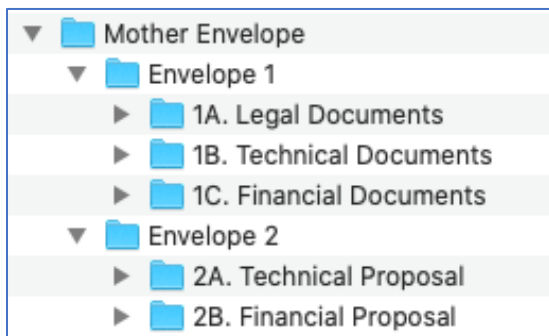 Mother Envelope
Envelope 1
1A. Legal Documents
1B. Technical Documents
1C. Financial Documents
Envelope 2
2A. Technical Proposal
2B. Financial Proposal